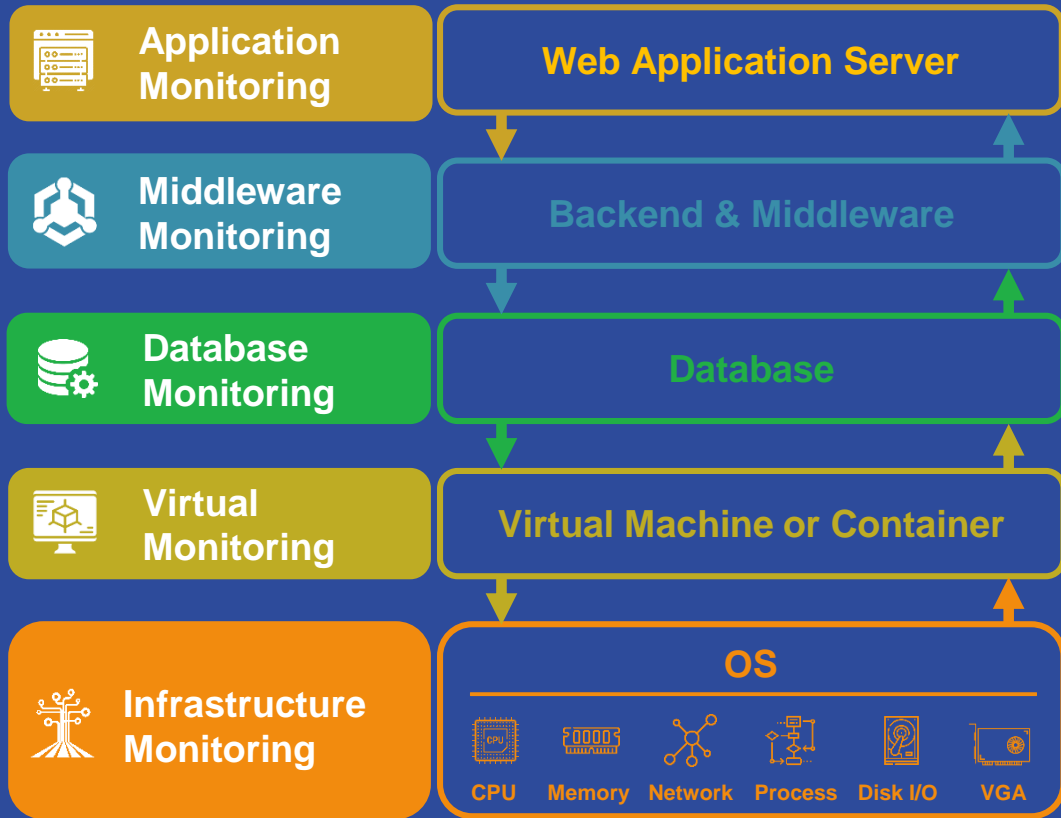 Application
Monitoring
Web Application Server
Middleware
Monitoring
Backend & Middleware
Database
Monitoring
Database
Virtual
Monitoring
Virtual Machine or Container
Infrastructure
Monitoring
OS
CPU
CPU Memory Network Process Disk I/O VGA